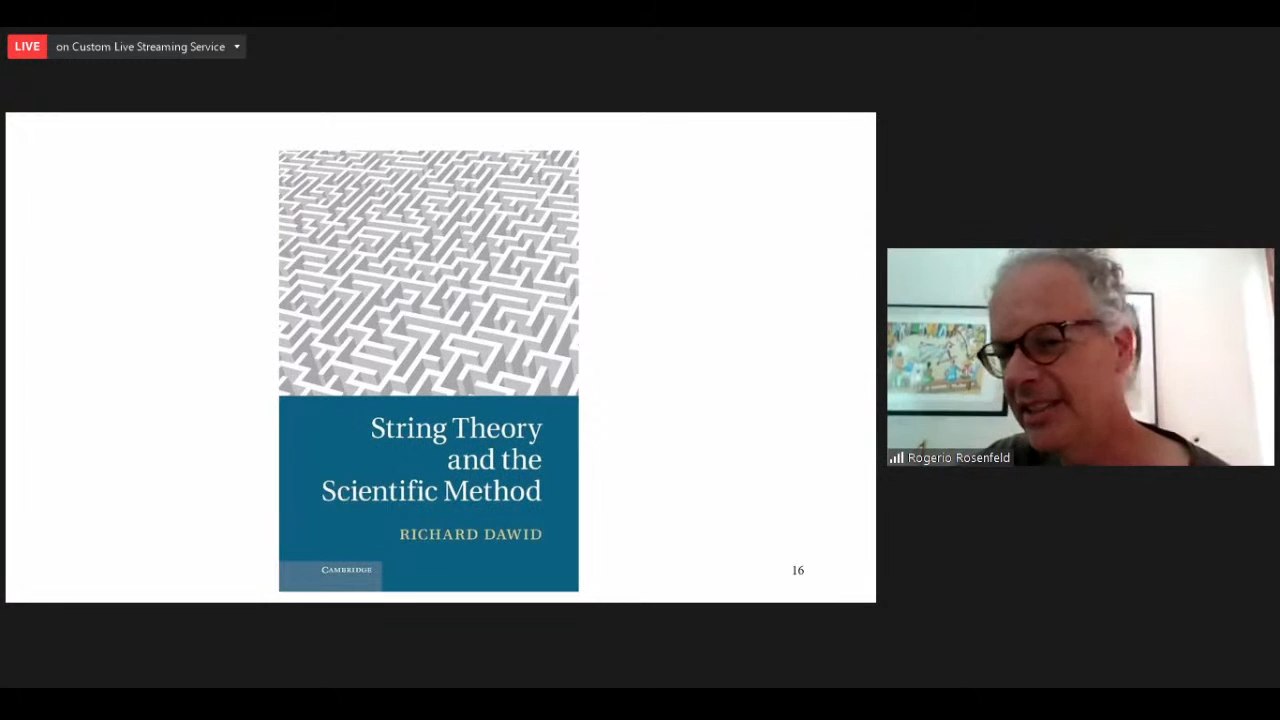 LIVE on Custom Live Streaming Service
String Theory
and the
Scientific Method
RICHARD DAWID
CAMBRIDGE
16
Rogerio Rosenfeld